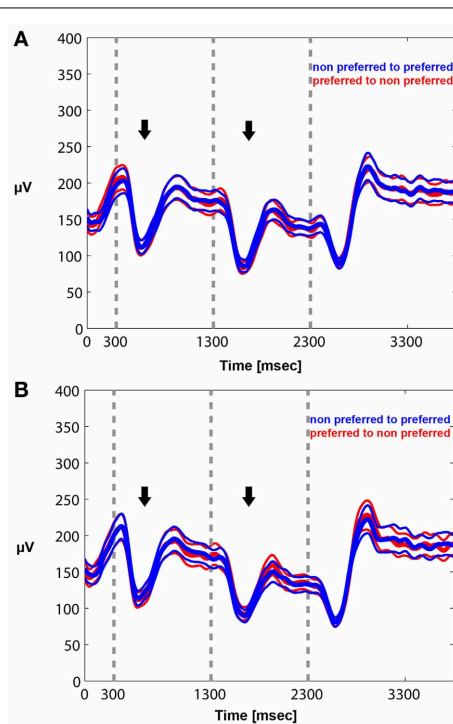 A
400
350
300
250
200
150
100
50
0
µV
non preferred to preferred
preferred to non preferred
0 300 1300 2300 3300
Time [msec]
B
400
350
300
250
200
150
100
50
0
µV
non preferred to preferred
preferred to non preferred
0 300 1300 2300 3300
Time [msec]